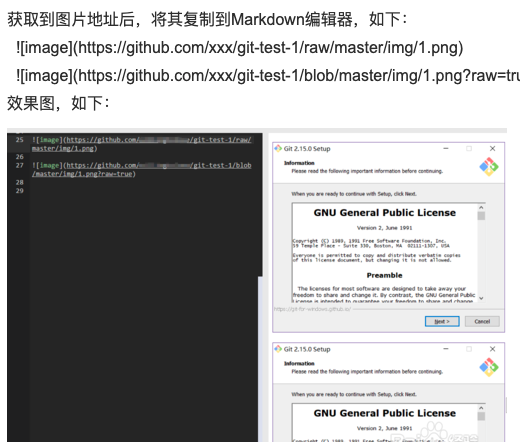 获取到图片地址后，将其复制到Markdown编辑器，如下：
![image](https://github.com/xxx/git-test-1/raw/master/img/1.png)
![image](https://github.com/xxx/git-test-1/blob/master/img/1.png?raw=tru
效果图，如下：
25 ![image](https://github.com/ /git-test-1/raw/
master/img/1.png)
26
27 ![image](https://github.com/ /git-test-1/blob
/master/img/1.png?raw=true)
28
29
Git 2.15.0 Setup
Information
Please read the following important information before continuing.
When you are ready to continue with Setup, click Next.
GNU General Public License
Version 2, June 1991
Copyright (C) 1989, 1991 Free Software Foundation, Inc.
59 Temple Place - Suite 330, Boston, MA 02111-1307, USA
Everyone is permitted to copy and distribute verbatim copies
of this license document, but changing it is not allowed.
Preamble
The licenses for most software are designed to take away your
freedom to share and change it. By contrast, the GNU General Public
License is intended to guarantee your freedom to share and change
https://git-for-windows.github.io/
Next >
Cancel
Git 2.15.0 Setup
Information
Please read the following important information before continuing.
When you are ready to continue with Setup, click Next.
GNU General Public License
Version 2, June 1991
Copyright (C) 1989, 1991 Free Software Foundation, Inc.